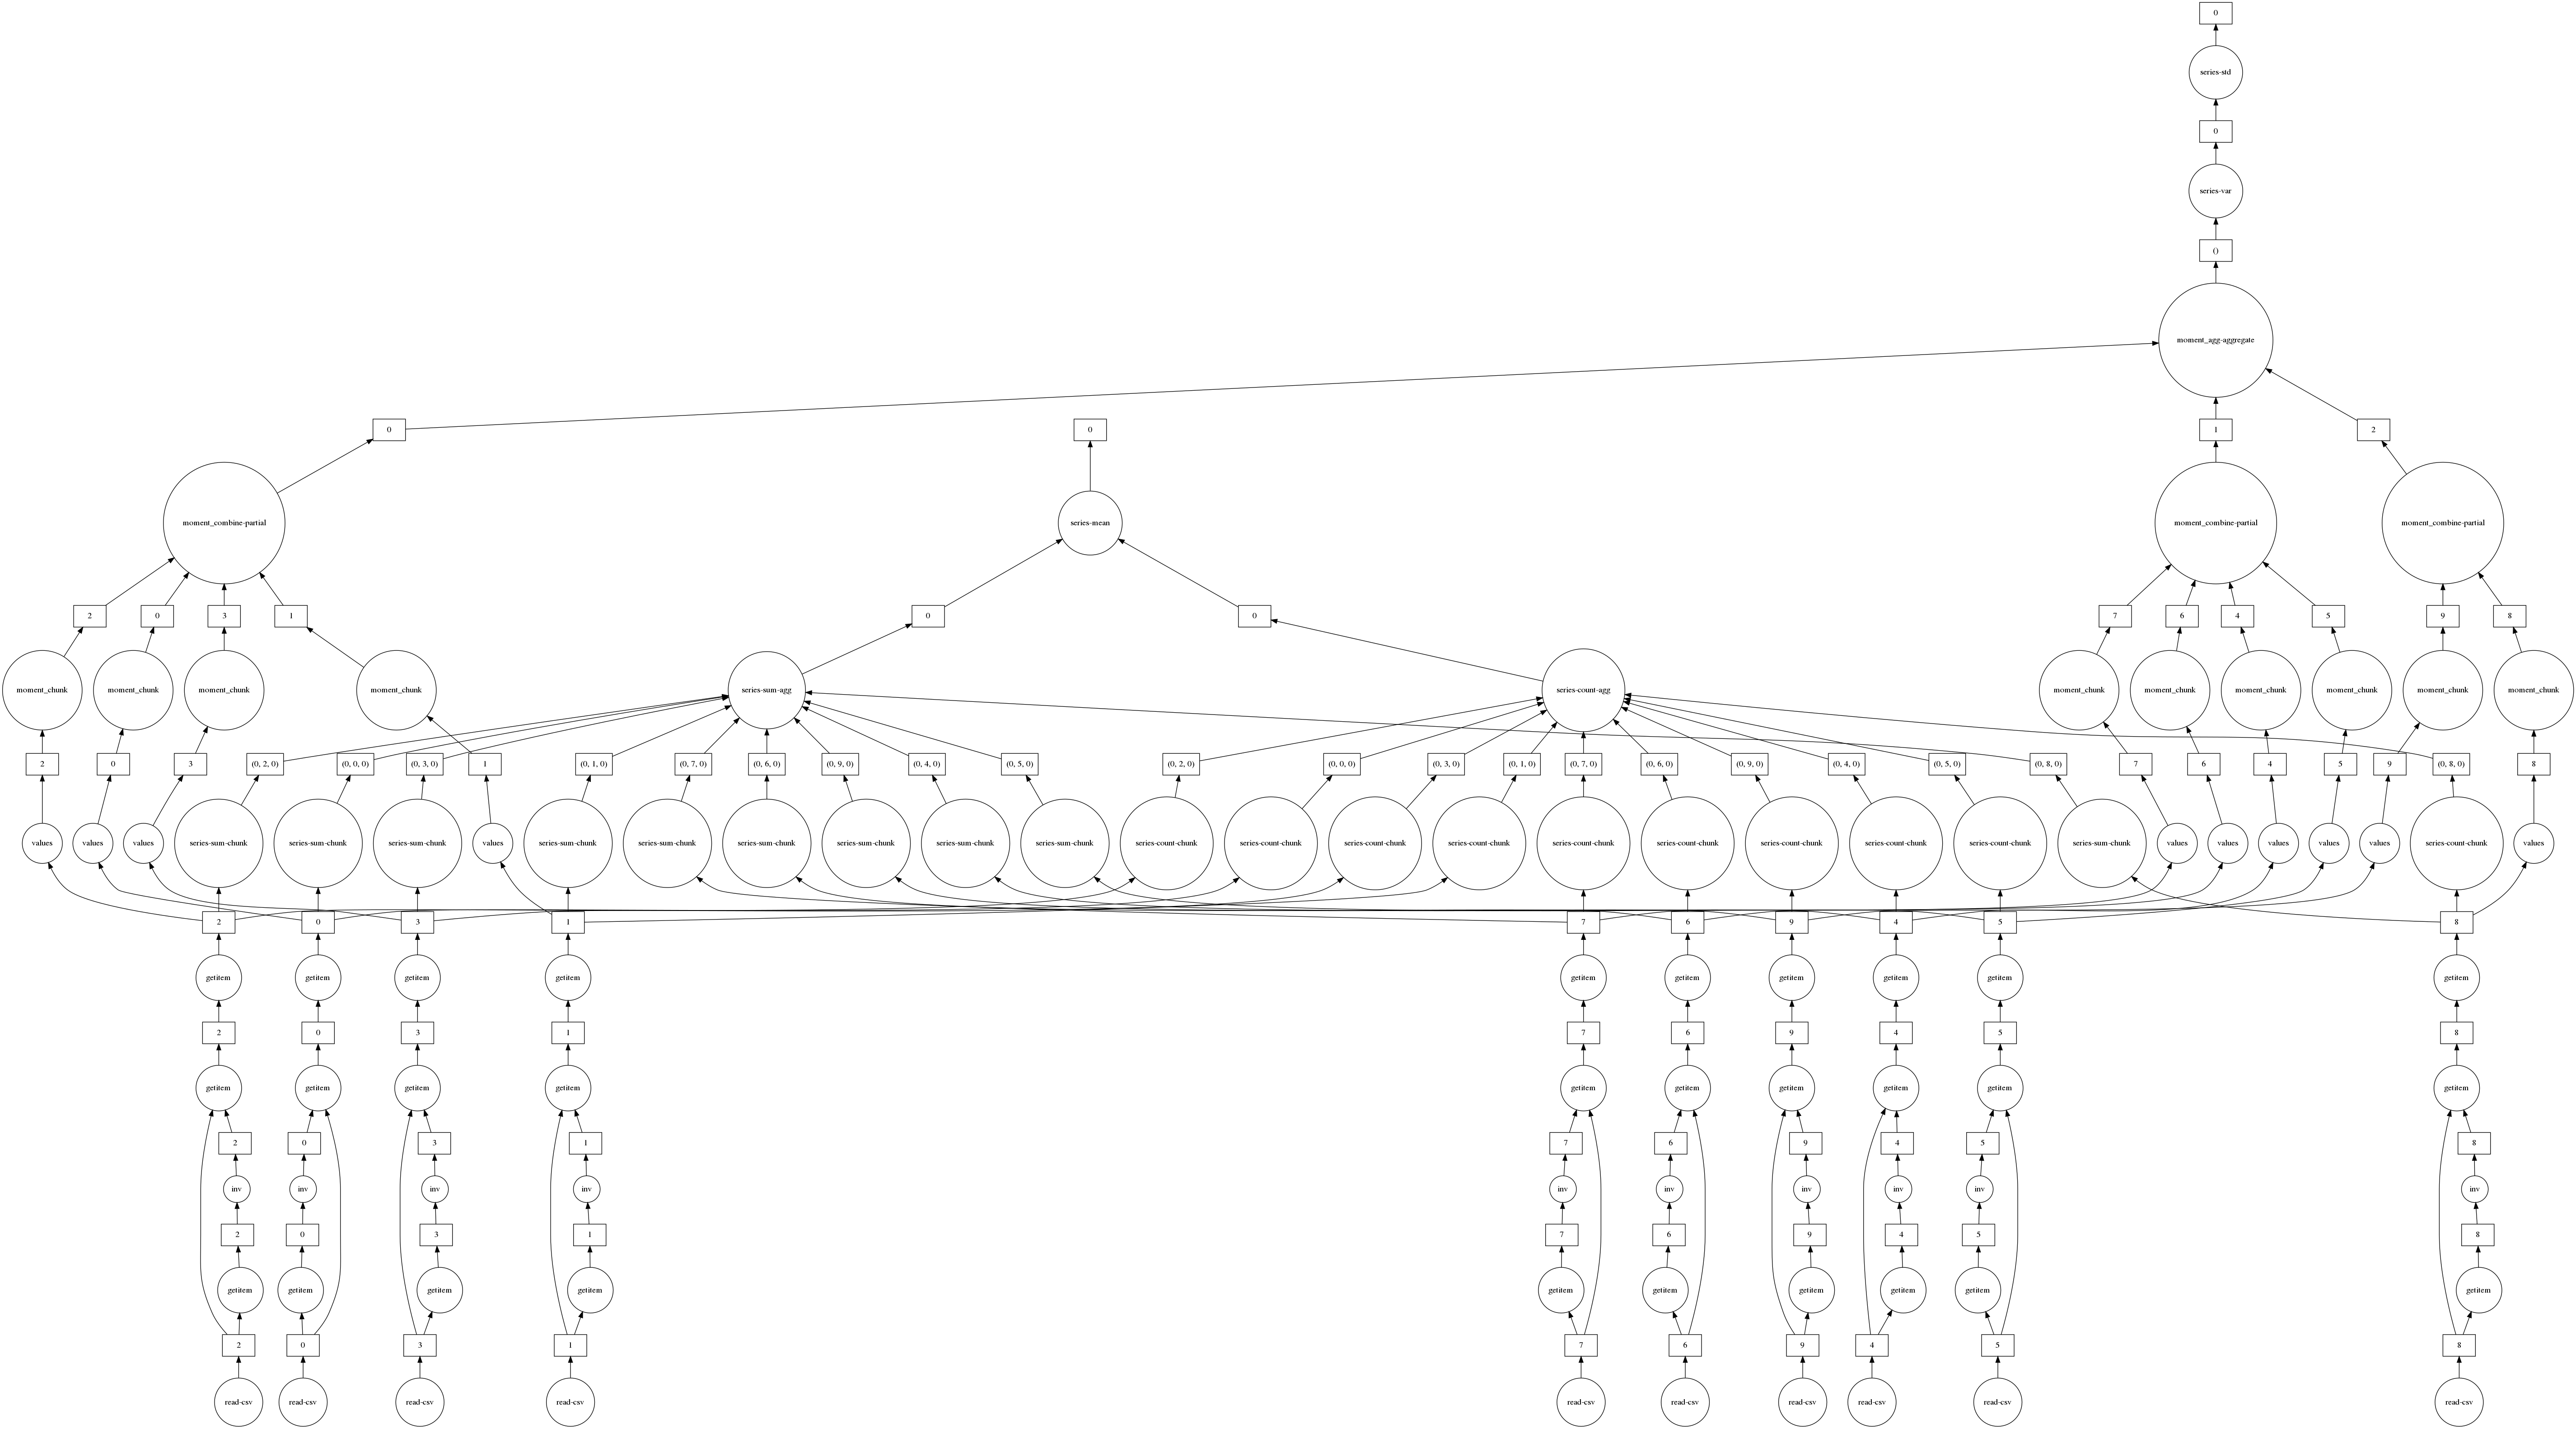 0
series-std
0
series-var
()
moment_agg-aggregate
0 0 1 2
moment_combine-partial series-mean moment_combine-partial moment_combine-partial
2 0 3 1 0 0 7 6 4 5 9 8
moment_chunk moment_chunk moment_chunk moment_chunk series-sum-agg series-count-agg moment_chunk moment_chunk moment_chunk moment_chunk moment_chunk moment_chunk
2 0 3 (0, 2, 0) (0, 0, 0) (0, 3, 0) 1 (0, 1, 0) (0, 7, 0) (0, 6, 0) (0, 9, 0) (0, 4, 0) (0, 5, 0) (0, 2, 0) (0, 0, 0) (0, 3, 0) (0, 1, 0) (0, 7, 0) (0, 6, 0) (0, 9, 0) (0, 4, 0) (0, 5, 0) (0, 8, 0) 7 6 4 5 9 (0, 8, 0) 8
values values values series-sum-chunk series-sum-chunk series-sum-chunk values series-sum-chunk series-sum-chunk series-sum-chunk series-sum-chunk series-sum-chunk series-sum-chunk series-count-chunk series-count-chunk series-count-chunk series-count-chunk series-count-chunk series-count-chunk series-count-chunk series-count-chunk series-count-chunk series-sum-chunk values values values values values series-count-chunk values
2 0 3 1 7 6 9 4 5 8
getitem getitem getitem getitem getitem getitem getitem getitem getitem getitem
2 0 3 1 7 6 9 4 5 8
getitem getitem getitem getitem getitem getitem getitem getitem getitem getitem
2 0 3 1 7 6 9 4 5 8
inv inv inv inv inv inv inv inv inv inv
2 0 3 1 7 6 9 4 5 8
getitem getitem getitem getitem getitem getitem getitem getitem getitem getitem
2 0 3 1 7 6 9 4 5 8
read-csv read-csv read-csv read-csv read-csv read-csv read-csv read-csv read-csv read-csv